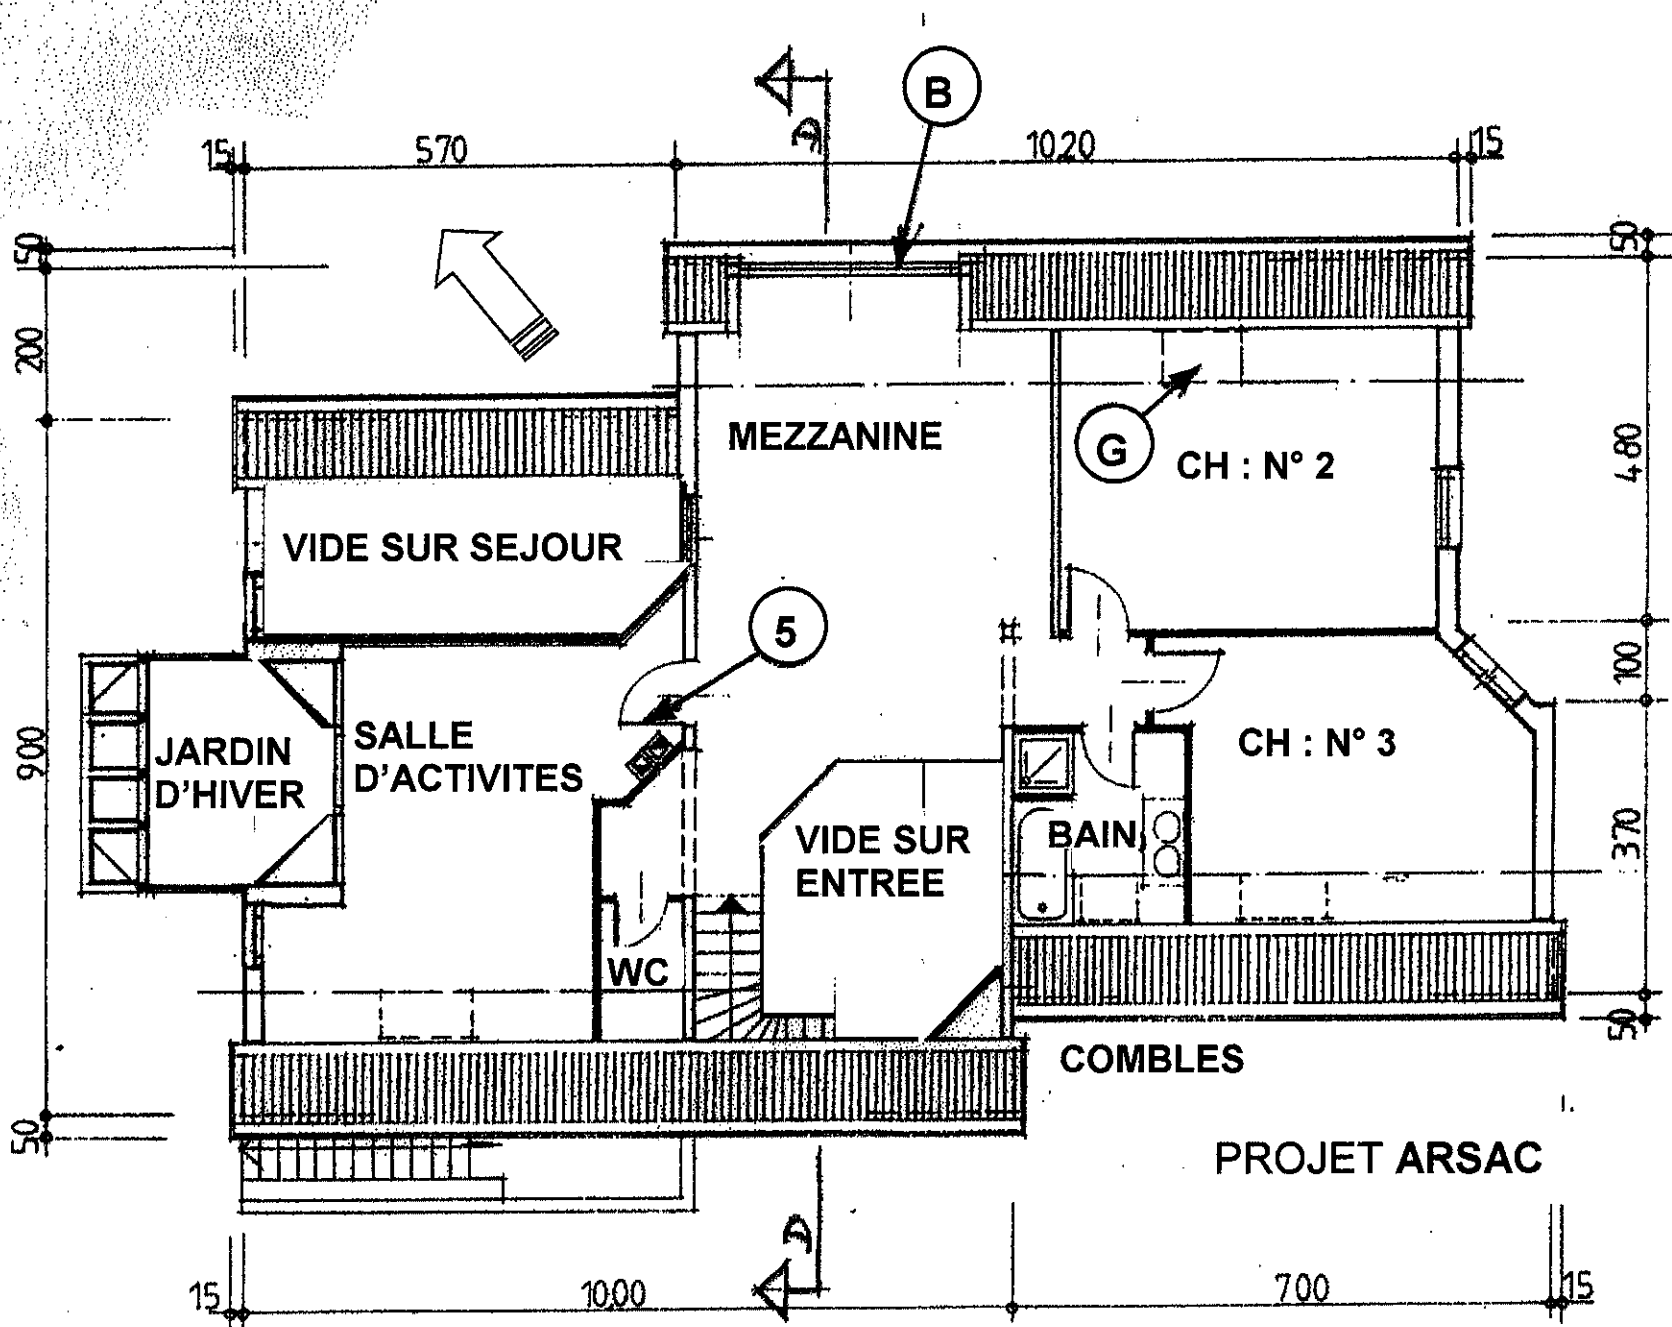 B
D
15
570
1020
15
50
50
200
MEZZANINE
G
CH : N° 2
480
VIDE SUR SEJOUR
5
100
900
JARDIN
D'HIVER
SALLE
D'ACTIVITES
CH : N° 3
BAIN
370
VIDE SUR
ENTREE
WC
50
COMBLES
50
PROJET ARSAC
D
15
1000
700
15